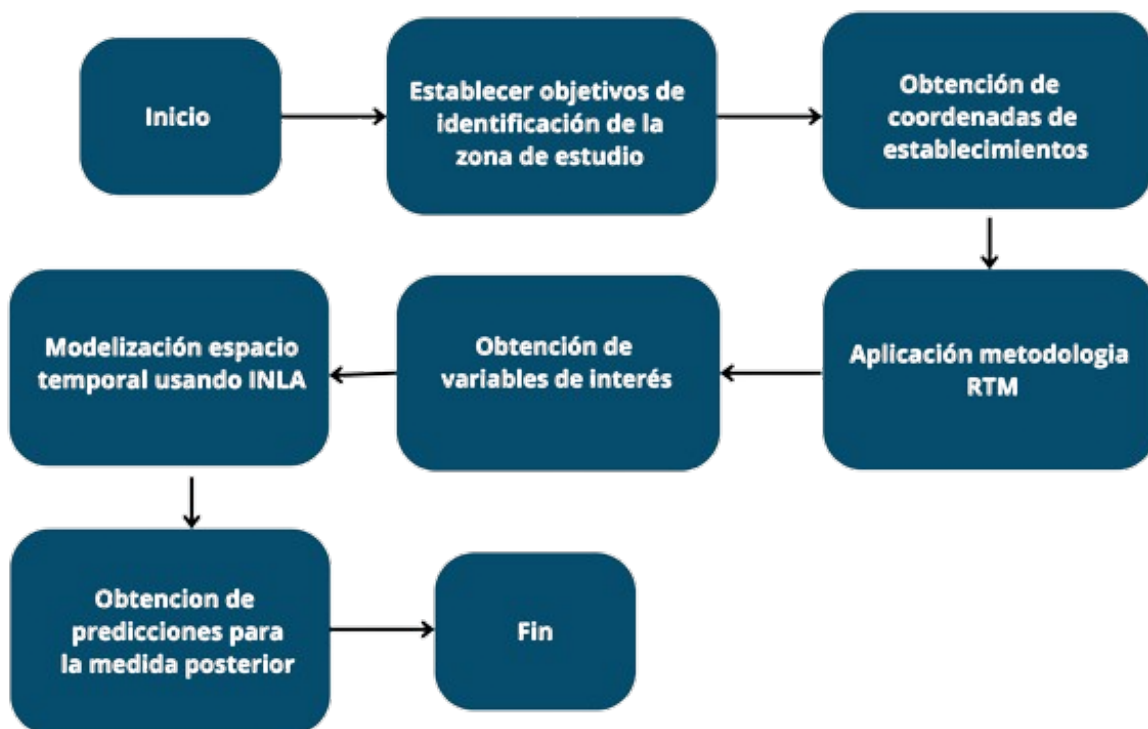 Inicio
Establecer objetivos de
identificación de la
zona de estudio
Obtención de
coordenadas de
establecimientos
Aplicación metodologia
RTM
Obtención de
variables de interés
Modelización espacio
temporal usando INLA
Obtencion de
predicciones para
la medida posterior
Fin